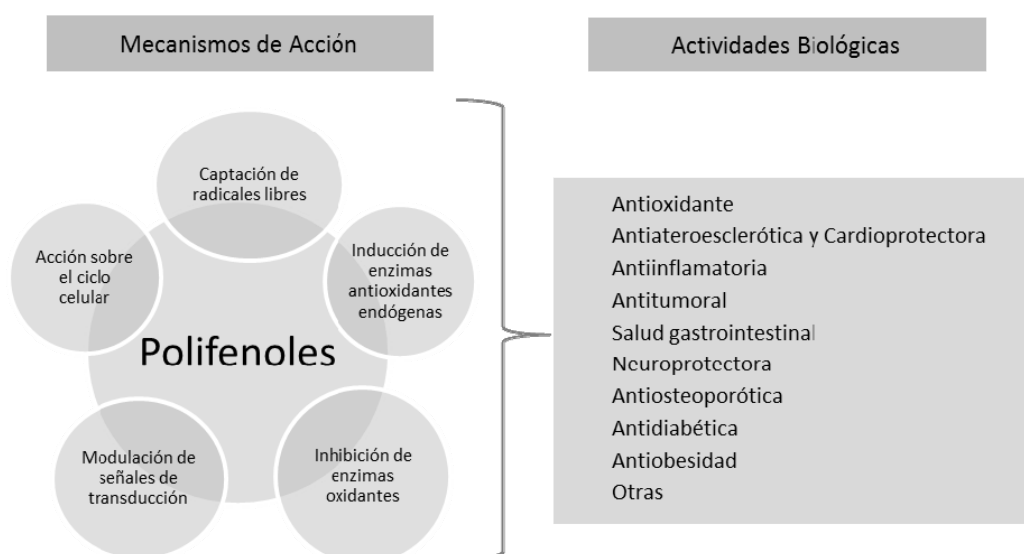 Mecanismos de Acción
Actividades Biológicas
Captación de
radicales libres
Acción sobre
el ciclo
celular
Inducción de
enzimas
antioxidantes
endógenas
Polifenoles
Modulación de
señales de
transducción
Inhibición de
enzimas
oxidantes
Antioxidante
Antiateroesclerótica y Cardioprotectora
Antiinflamatoria
Antitumoral
Salud gastrointestinal
Neuroprotectora
Antiosteoporótica
Antidiabética
Antiobesidad
Otras